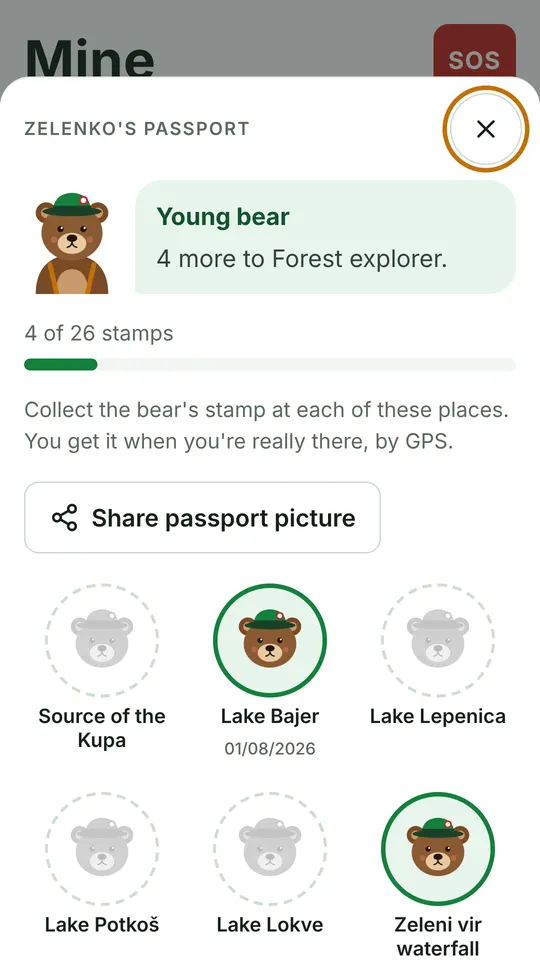 Mine
SOS
ZELENKO'S PASSPORT
Young bear
4 more to Forest explorer.
4 of 26 stamps
Collect the bear's stamp at each of these places.
You get it when you're really there, by GPS.
Share passport picture
Source of the
Kupa
Lake Bajer
01/08/2026
Lake Lepenica
Lake Potkoš
Lake Lokve
Zeleni vir
waterfall